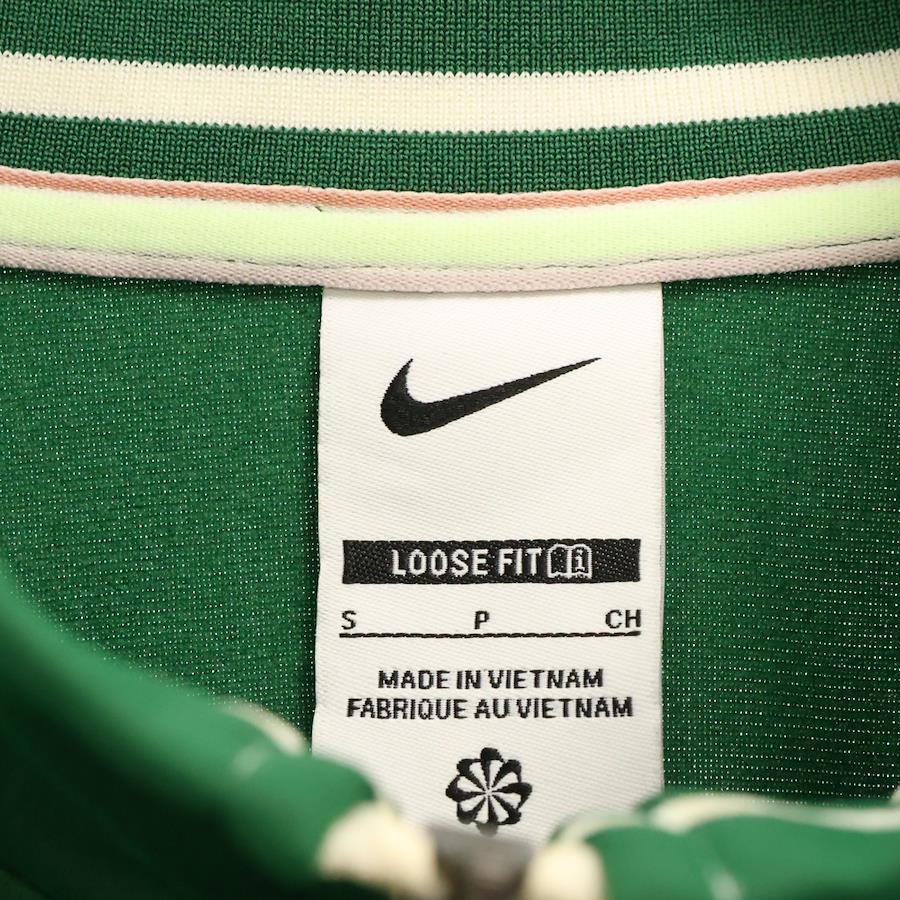 LOOSE FIT
S P CH
MADE IN VIETNAM
FABRIQUE AU VIETNAM